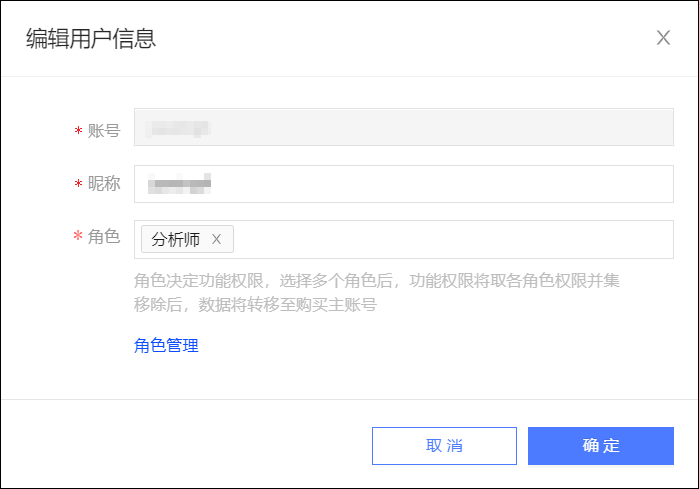 编辑用户信息
* 账号
* 昵称
* 角色
分析师 X
角色决定功能权限，选择多个角色后，功能权限将取各角色权限并集
移除后，数据将转移至购买主账号
角色管理
取 消
确 定